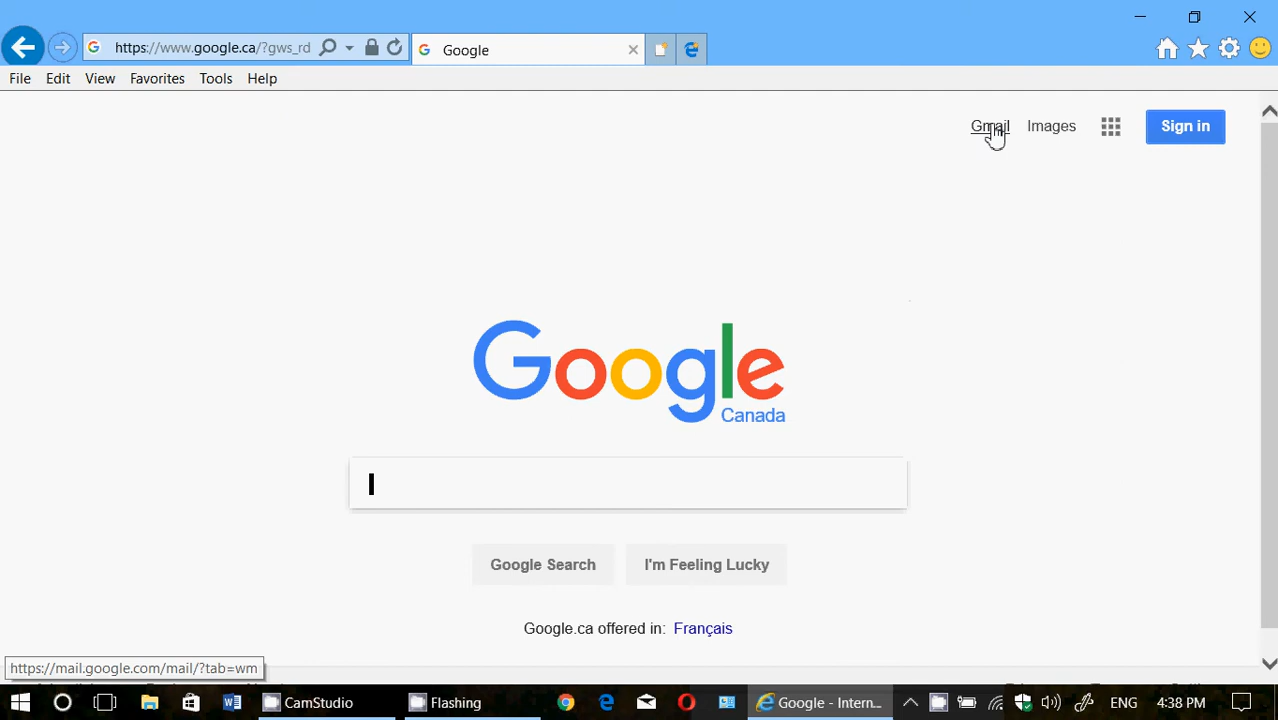 https://www.google.ca/?gws_rd
Google
File Edit View Favorites Tools Help
Gmail Images Sign in
Google
Canada
Google Search I'm Feeling Lucky
Google.ca offered in: Français
https://mail.google.com/mail/?tab=wm
CamStudio Flashing Google - Intern... ENG 4:38 PM